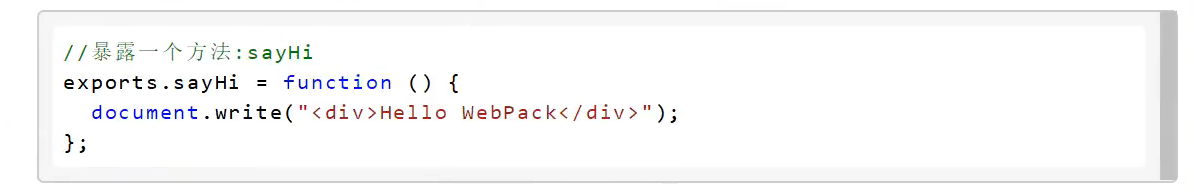 //暴露一个方法:sayHi
exports.sayHi = function () {
  document.write("<div>Hello WebPack</div>");
};